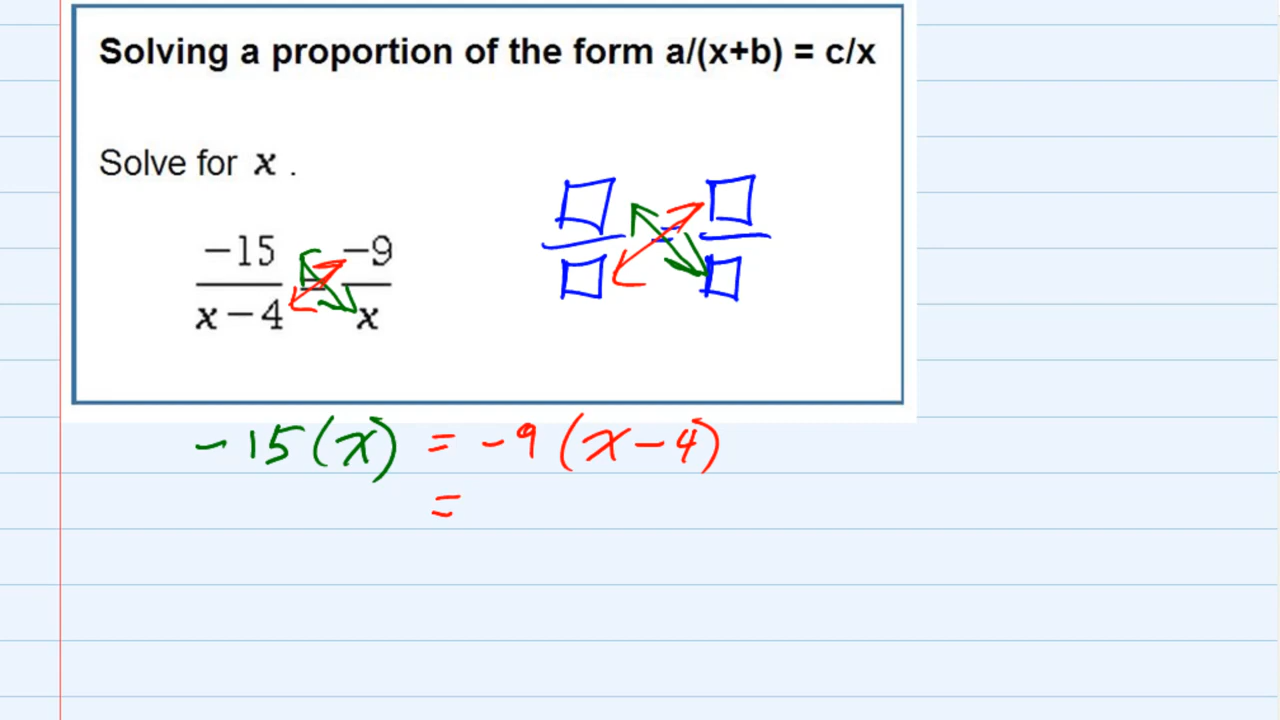 Solving a proportion of the form a/(x+b) = c/x
Solve for x .
−15 = −9
x − 4 x
-15(x) = -9(x-4)
=
=